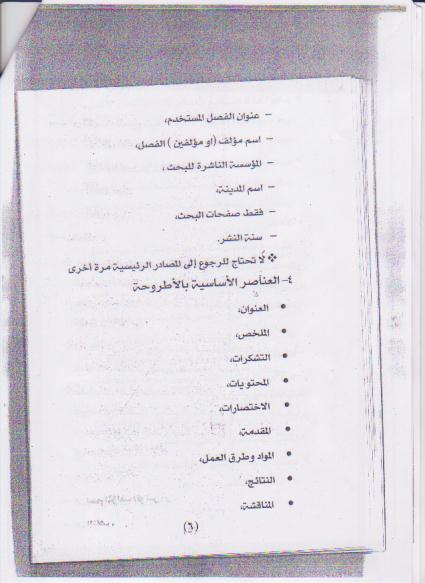 – عنوان الفصل المستخدم،
– اسم مؤلف (او مؤلفين ) الفصل،
– المؤسسة الناشرة للبحث ،
– اسم المدينة،
– فقط صفحات البحث،
– سنة النشر.
❖ لا تحتاج للرجوع إلى المصادر الرئيسية مرة أخرى
٤– العناصر الأساسية بالأطروحة
• العنوان،
• الملخص،
• التشكرات،
• المحتويات،
• الاختصارات،
• المقدمة،
• المواد وطرق العمل،
• النتائج،
• المناقشة،
(٦)